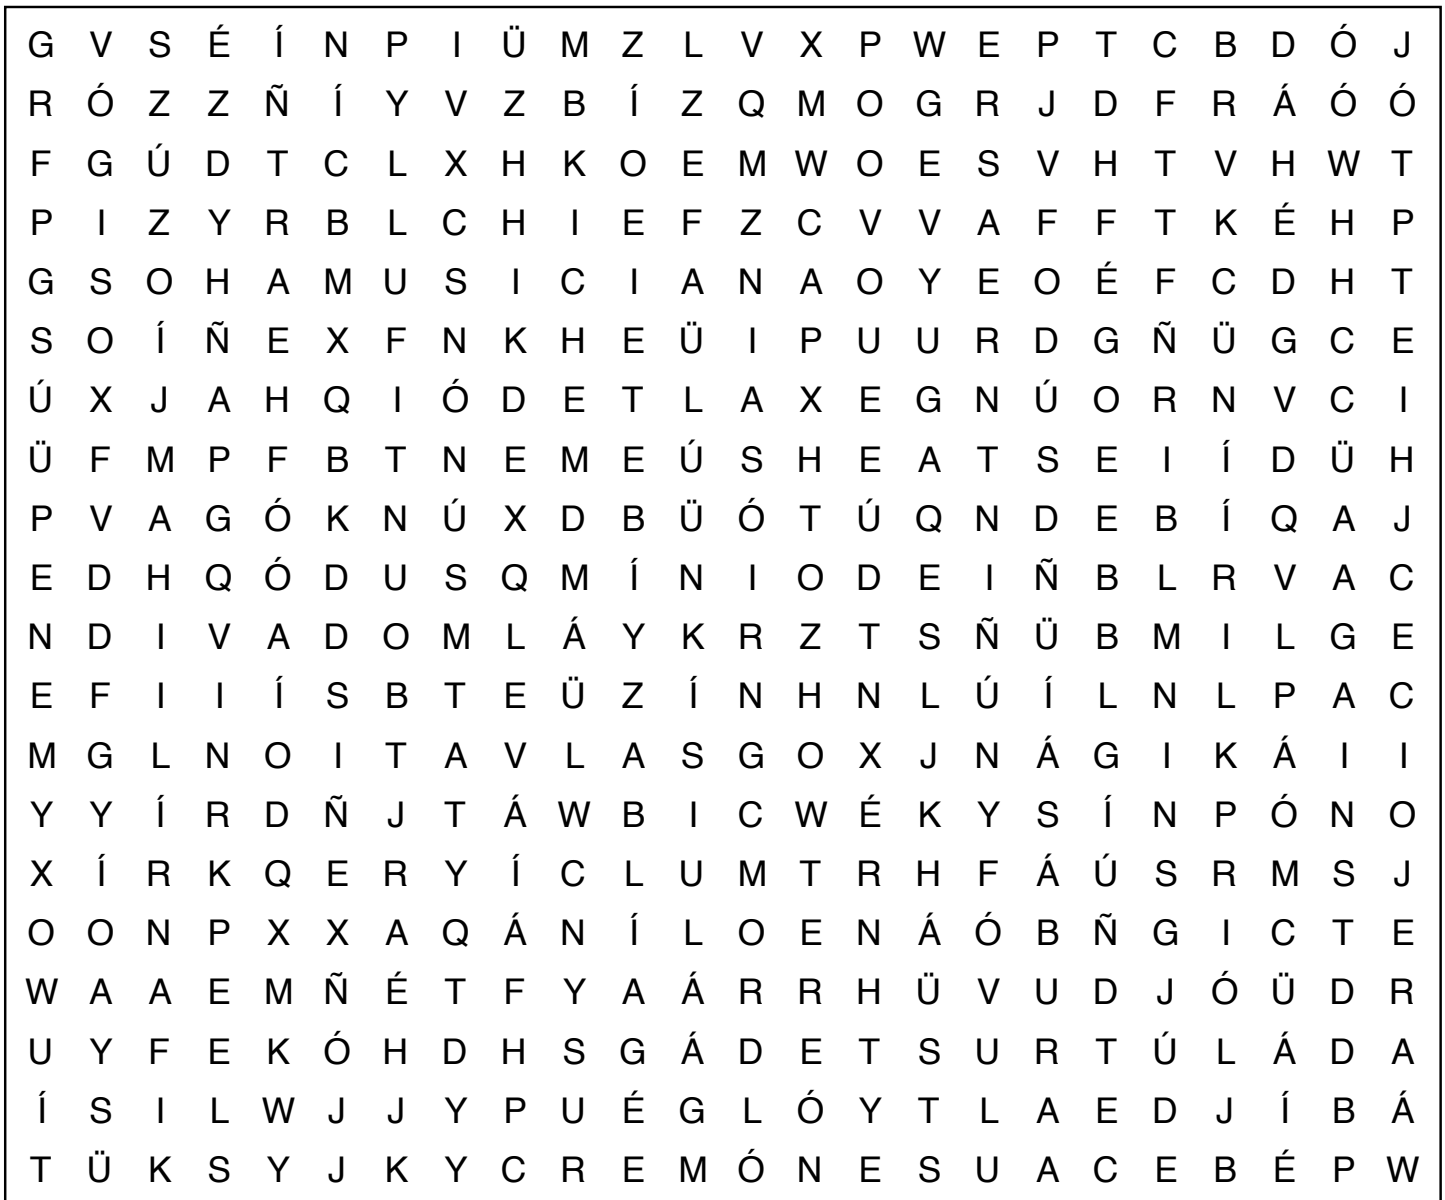 G V S É Í N P I Ü M Z L V X P W E P T C B D Ó J
R Ó Z Z Ñ Í Y V Z B Í Z Q M O G R J D F R Á Ó Ó
F G Ú D T C L X H K O E M W O E S V H T V H W T
P I Z Y R B L C H I E F Z C V V A F F T K É H P
G S O H A M U S I C I A N A O Y E O É F C D H T
S O Í Ñ E X F N K H E Ü I P U U R D G Ñ Ü G C E
Ú X J A H Q I Ó D E T L A X E G N Ú O R N V C I
Ü F M P F B T N E M E Ú S H E A T S E I Í D Ü H
P V A G Ó K N Ú X D B Ü Ó T Ú Q N D E B Í Q A J
E D H Q Ó D U S Q M Í N I O D E I Ñ B L R V A C
N D I V A D O M L Á Y K R Z T S Ñ Ü B M I L G E
E F I I Í S B T E Ü Z Í N H N L Ú Í L N L P A C
M G L N O I T A V L A S G O X J N Á G I K Á I I
Y Y Í R D Ñ J T Á W B I C W É K Y S Í N P Ó N O
X Í R K Q E R Y Í C L U M T R H F Á Ú S R M S J
O O N P X X A Q Á N Í L O E N Á Ó B Ñ G I C T E
W A A E M Ñ É T F Y A Á R R H Ü V U D J Ó Ü D R
U Y F E K Ó H D H S G Á D E T S U R T Ú L Á D A
Í S I L W J J Y P U É G L Ó Y T L A E D J Í B Á
T Ü K S Y J K Y C R E M Ó N E S U A C E B É P W